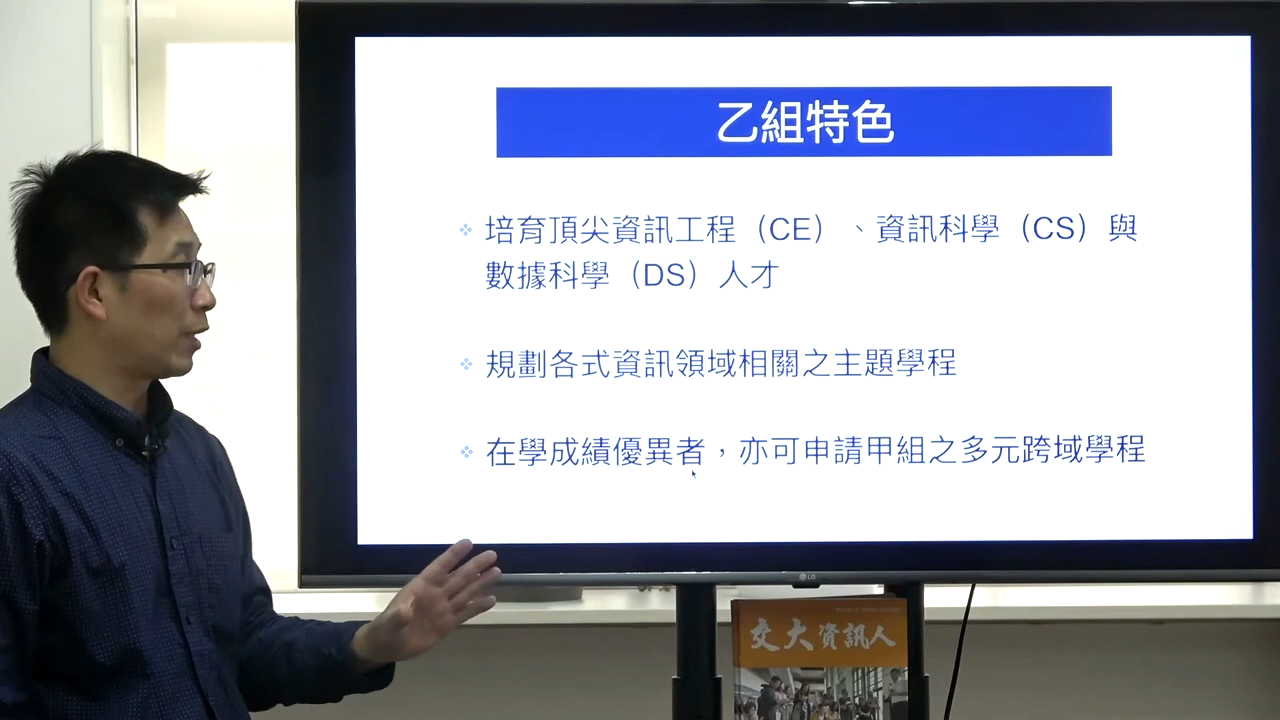 乙組特色
培育頂尖資訊工程（CE）、資訊科學（CS）與
數據科學（DS）人才
規劃各式資訊領域相關之主題學程
在學成績優異者，亦可申請甲組之多元跨域學程
LG
交大資訊人